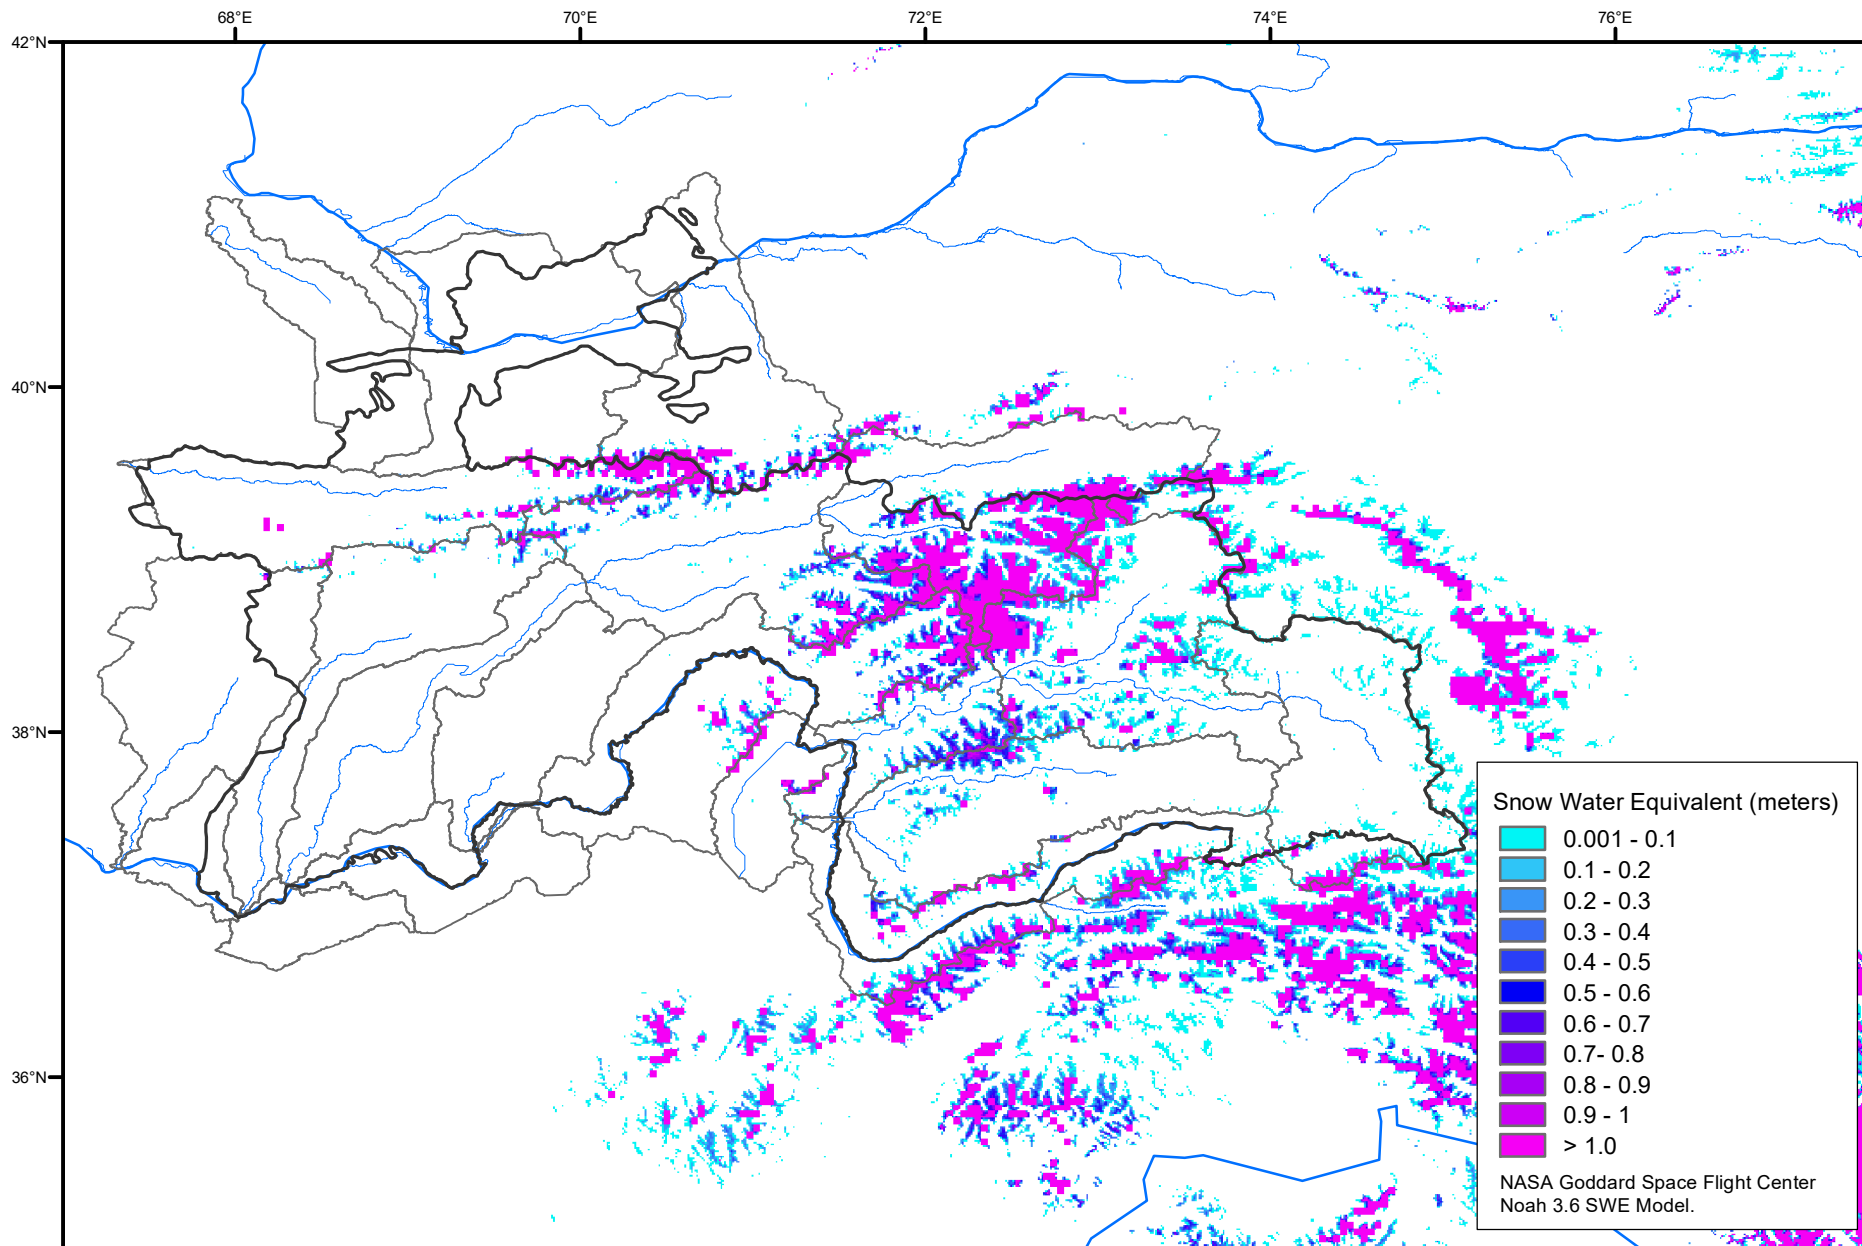 68°E
70°E
72°E
74°E
76°E
42°N
40°N
38°N
36°N
Snow Water Equivalent (meters)
0.001 - 0.1
0.1 - 0.2
0.2 - 0.3
0.3 - 0.4
0.4 - 0.5
0.5 - 0.6
0.6 - 0.7
0.7- 0.8
0.8 - 0.9
0.9 - 1
> 1.0
NASA Goddard Space Flight Center
Noah 3.6 SWE Model.